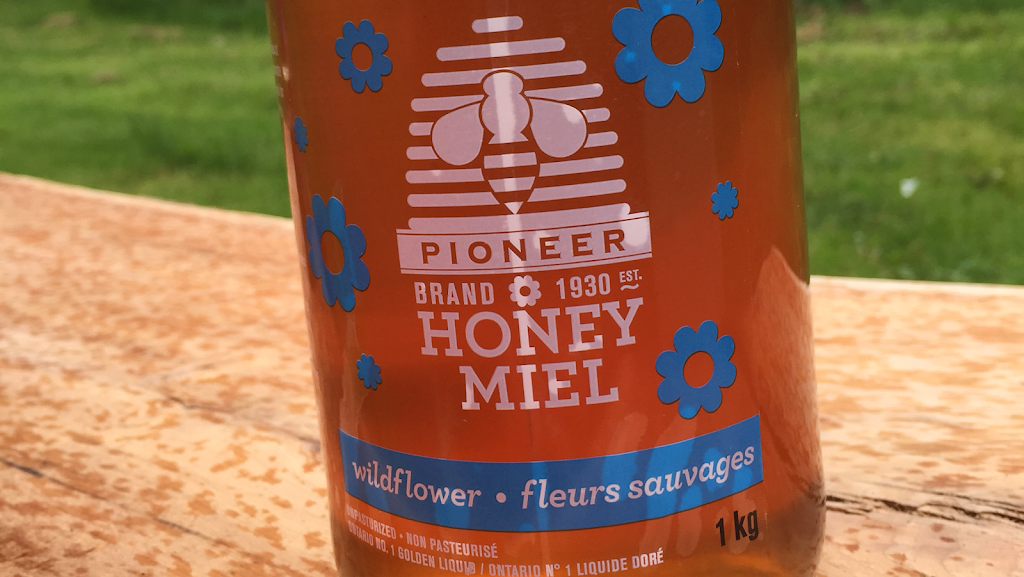 PIONEER
BRAND 1930 EST.
HONEY
MIEL
wildflower • fleurs sauvages
1 kg
UNPASTEURIZED • NON PASTEURISÉ
ONTARIO NO. 1 GOLDEN LIQUID / ONTARIO N° 1 LIQUIDE DORÉ